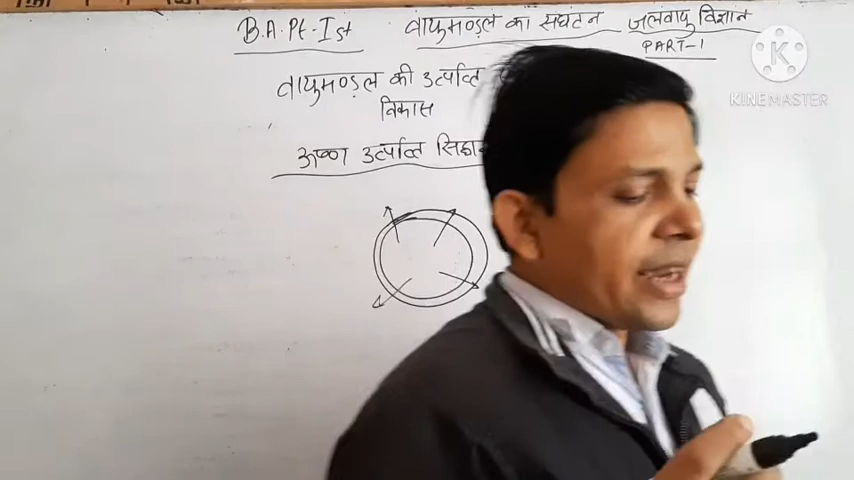 B.A. Pt- Ist वायुमण्डल का संघटन जलवायु विज्ञान
PART-1
वायुमण्डल की उत्पत्ति
विकास
उष्ण उत्पत्ति
KINEMASTER